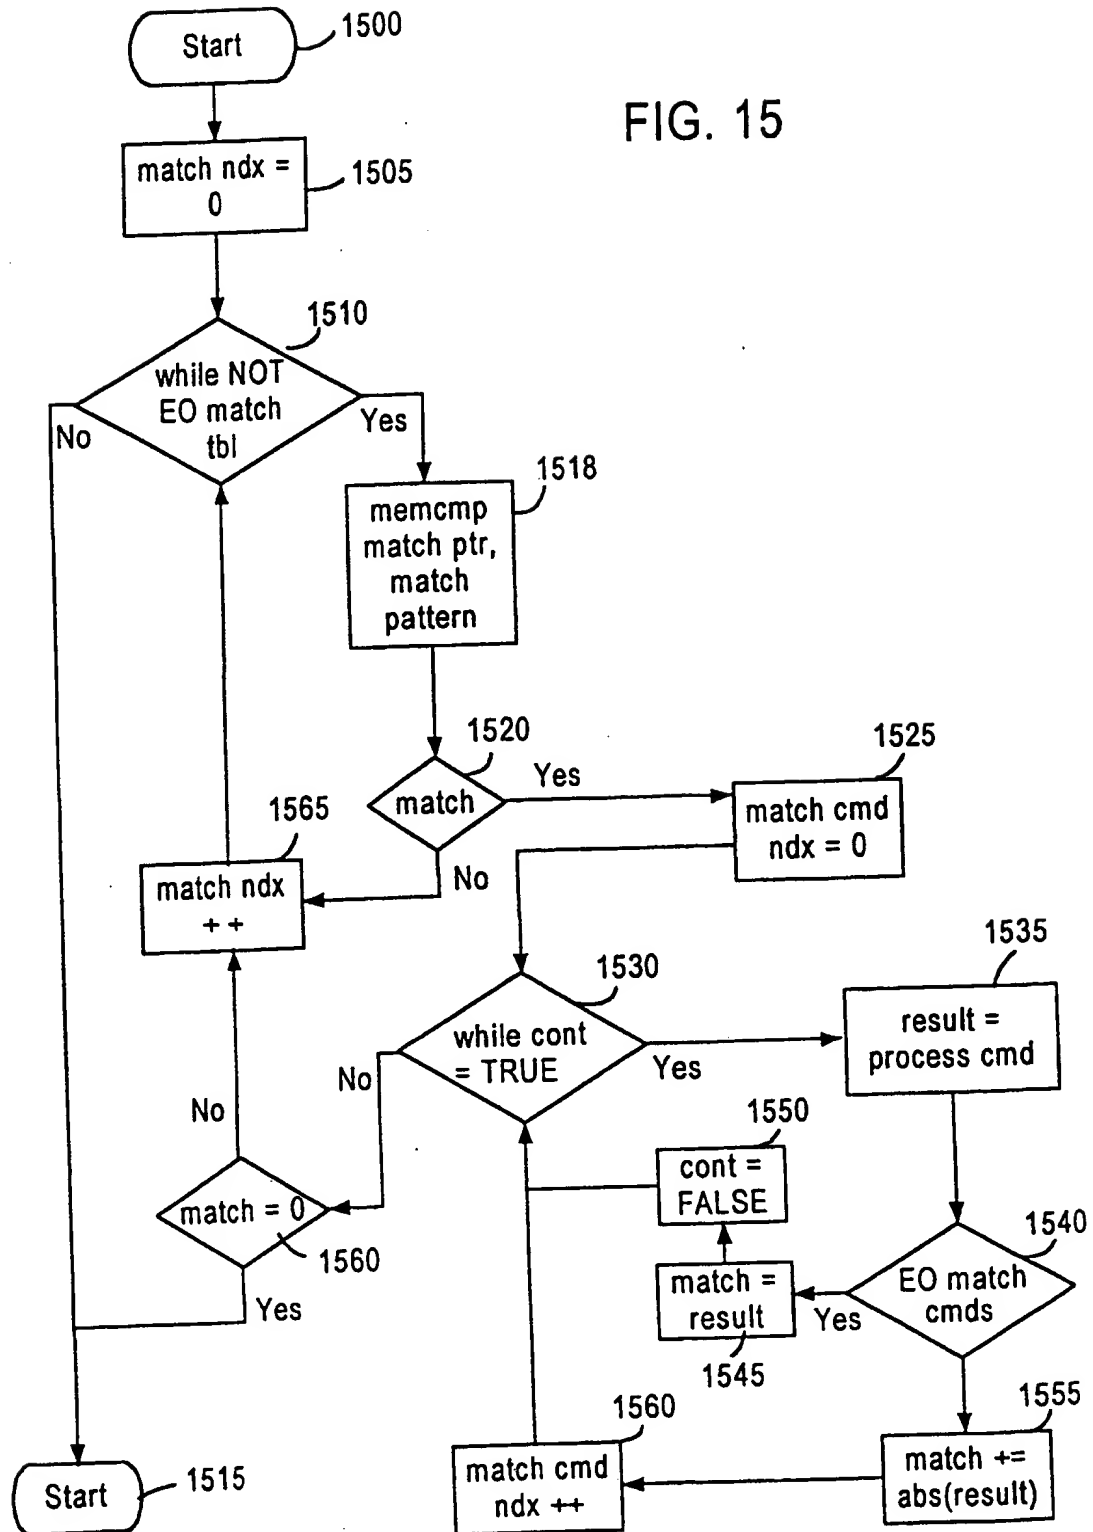 Start
1500
FIG. 15
match ndx =
0
1505
1510
while NOT
EO match
tbl
No
Yes
1518
memcmp
match ptr,
match
pattern
1520
match
Yes
No
1525
match cmd
ndx = 0
1565
match ndx
+ +
1530
while cont
= TRUE
No
Yes
1535
result =
process cmd
1550
cont =
FALSE
1540
EO match
cmds
Yes
match =
result
1545
No
match = 0
1560
Yes
1555
match +=
abs(result)
1560
match cmd
ndx ++
Start
1515